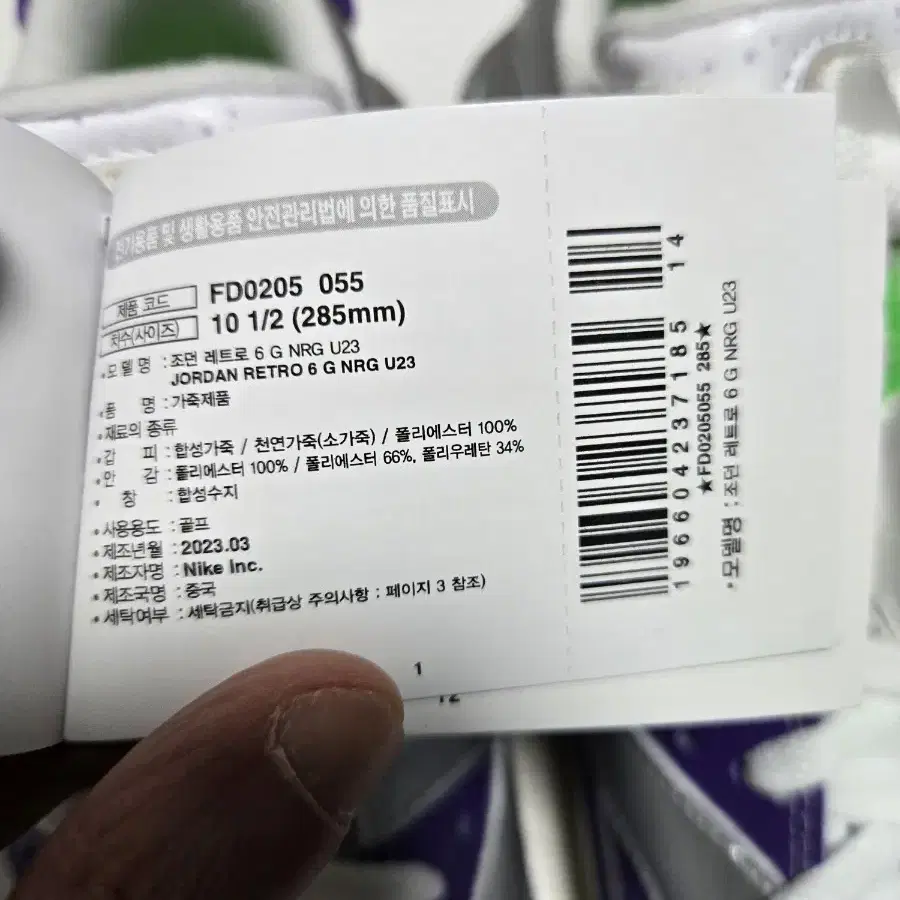 전기용품 및 생활용품 안전관리법에 의한 품질표시
제품 코드 FD0205 055
치수(사이즈) 10 1/2 (285mm)
•모 델 명 : 조던 레트로 6 G NRG U23
JORDAN RETRO 6 G NRG U23
•품 명 : 가죽제품
•재료의 종류
•갑 피 : 합성가죽 / 천연가죽(소가죽) / 폴리에스터 100%
•안 감 : 폴리에스터 100% / 폴리에스터 66%, 폴리우레탄 34%
•창 : 합성수지
•사용용도 : 골프
•제조년월 : 2023.03
•제조자명 : Nike Inc.
•제조국명 : 중국
•세탁여부 : 세탁금지(취급상 주의사항 : 페이지 3 참조)
1
12
196604237185 14
★FD0205055 285★
•모델명 : 조던 레트로 6 G NRG U23